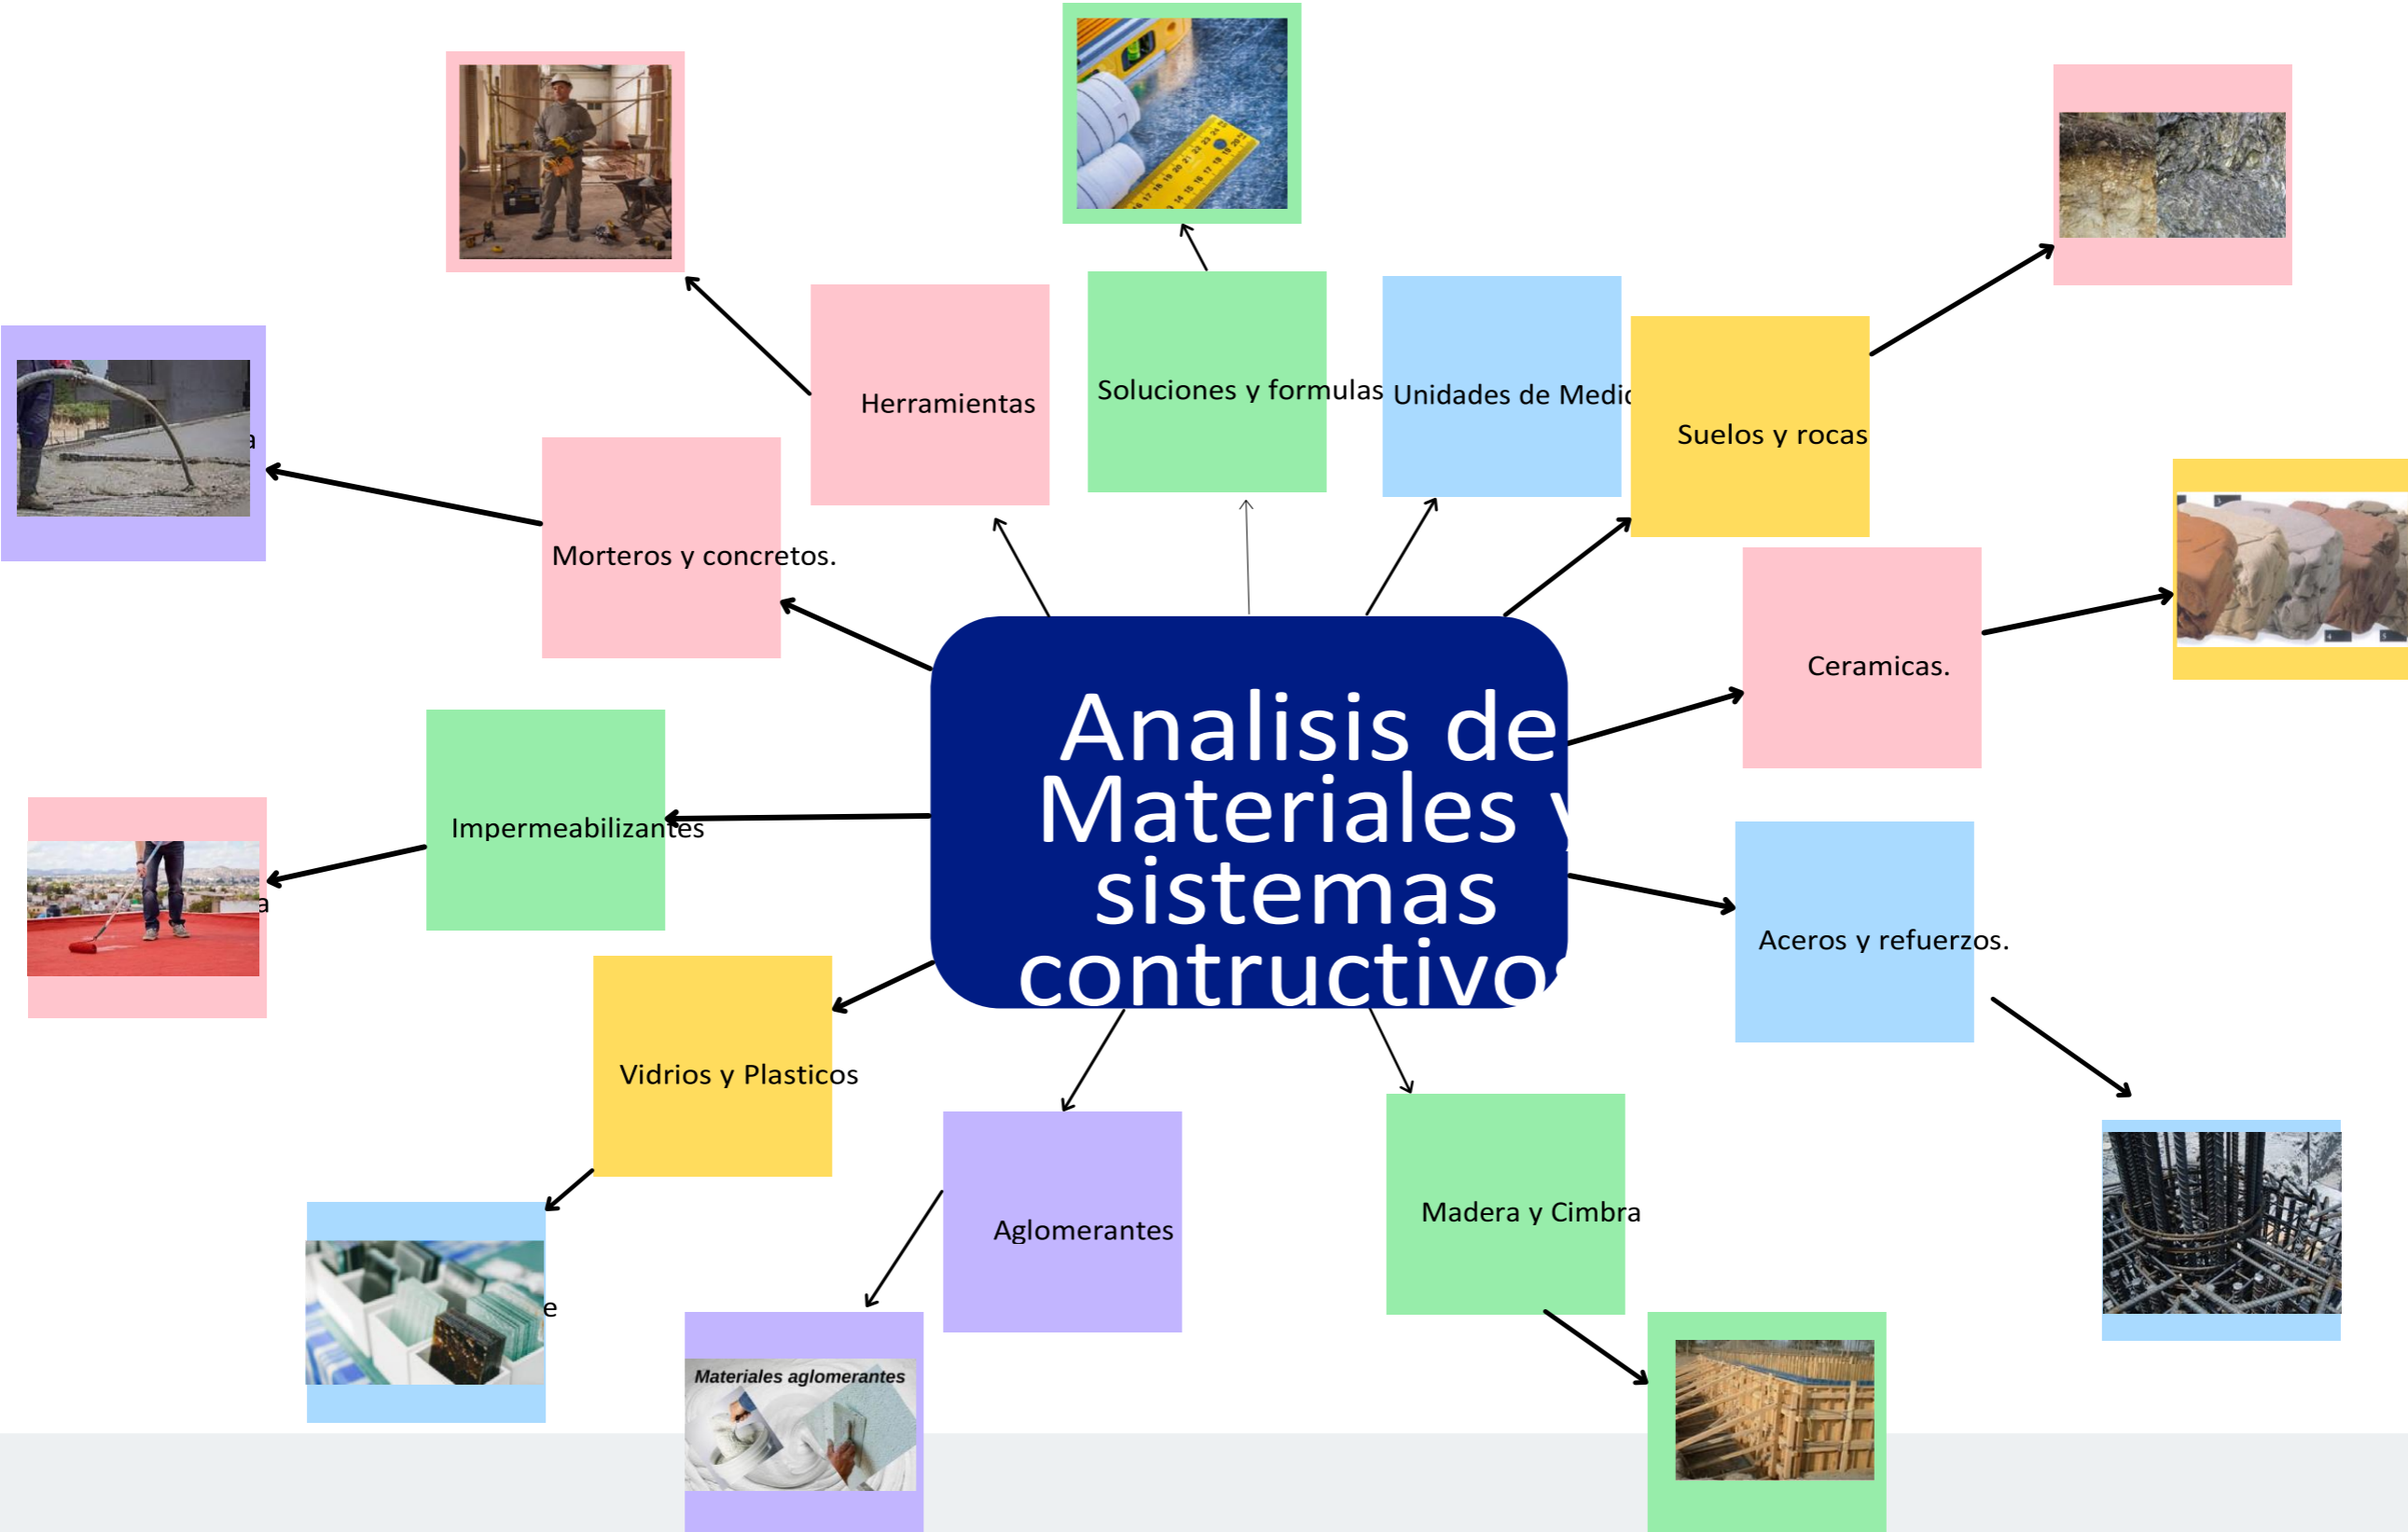 Herramientas
Soluciones y formulas
Unidades de Medic
Suelos y rocas
Morteros y concretos.
Ceramicas.
Analisis de
Materiales y
sistemas
contructivos
Impermeabilizantes
Aceros y refuerzos.
Vidrios y Plasticos
Aglomerantes
Madera y Cimbra
Materiales aglomerantes
a
a
e